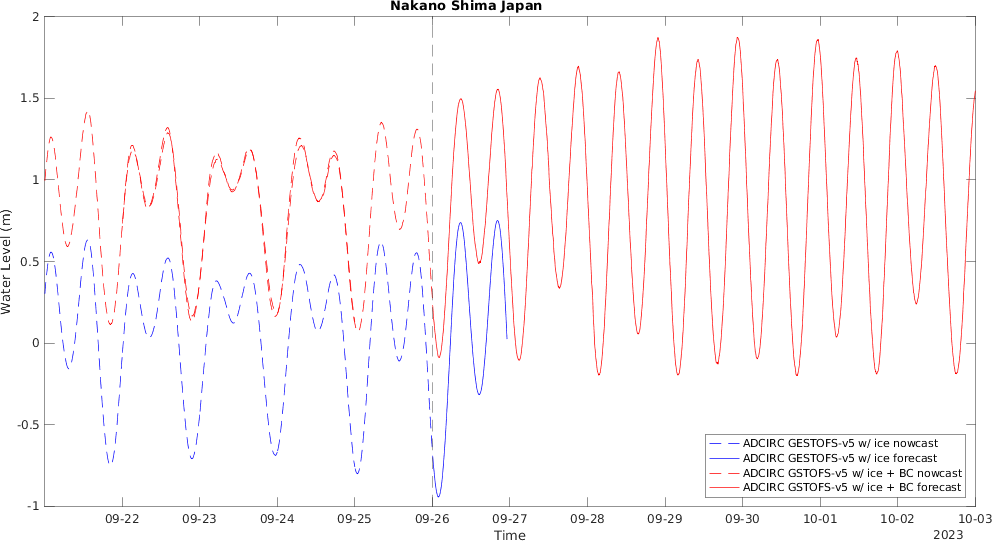 Nakano Shima Japan
2
1.5
1
0.5
0
-0.5
-1
Water Level (m)
09-22 09-23 09-24 09-25 09-26 09-27 09-28 09-29 09-30 10-01 10-02 10-03
Time
2023
ADCIRC GESTOFS-v5 w/ ice nowcast
ADCIRC GESTOFS-v5 w/ ice forecast
ADCIRC GSTOFS-v5 w/ ice + BC nowcast
ADCIRC GSTOFS-v5 w/ ice + BC forecast